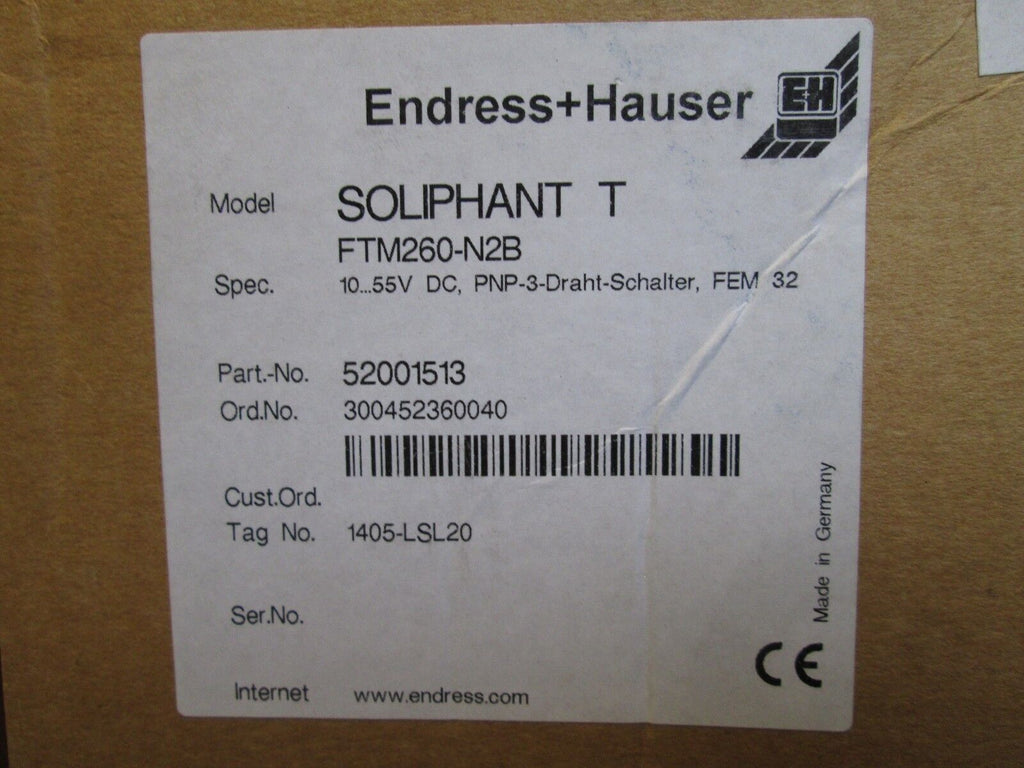 Endress+Hauser
E+H
Model SOLIPHANT T
FTM260-N2B
Spec. 10...55V DC, PNP-3-Draht-Schalter, FEM 32
Part.-No. 52001513
Ord.No. 300452360040
Cust.Ord.
Tag No. 1405-LSL20
Ser.No.
Made in Germany
CE
Internet www.endress.com